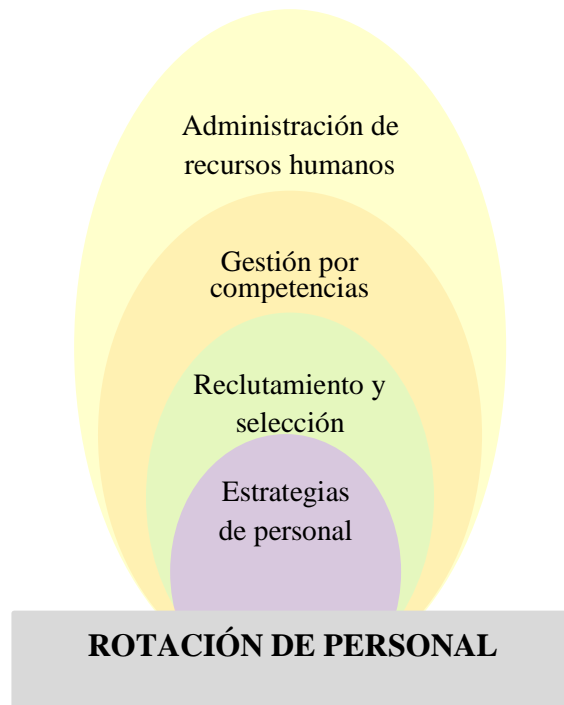 Administración de
recursos humanos
Gestión por
competencias
Reclutamiento y
selección
Estrategias
de personal
ROTACIÓN DE PERSONAL